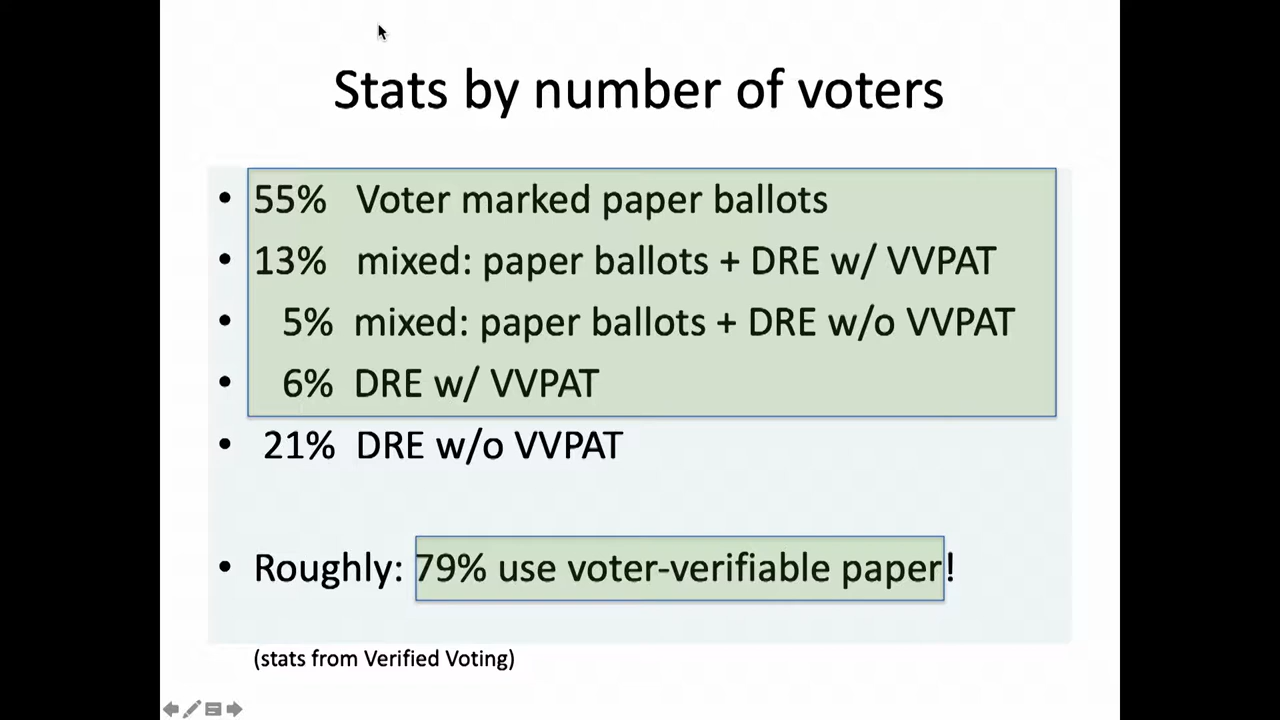 Stats by number of voters
• 55% Voter marked paper ballots
• 13% mixed: paper ballots + DRE w/ VVPAT
• 5% mixed: paper ballots + DRE w/o VVPAT
• 6% DRE w/ VVPAT
• 21% DRE w/o VVPAT
• Roughly: 79% use voter-verifiable paper!
(stats from Verified Voting)